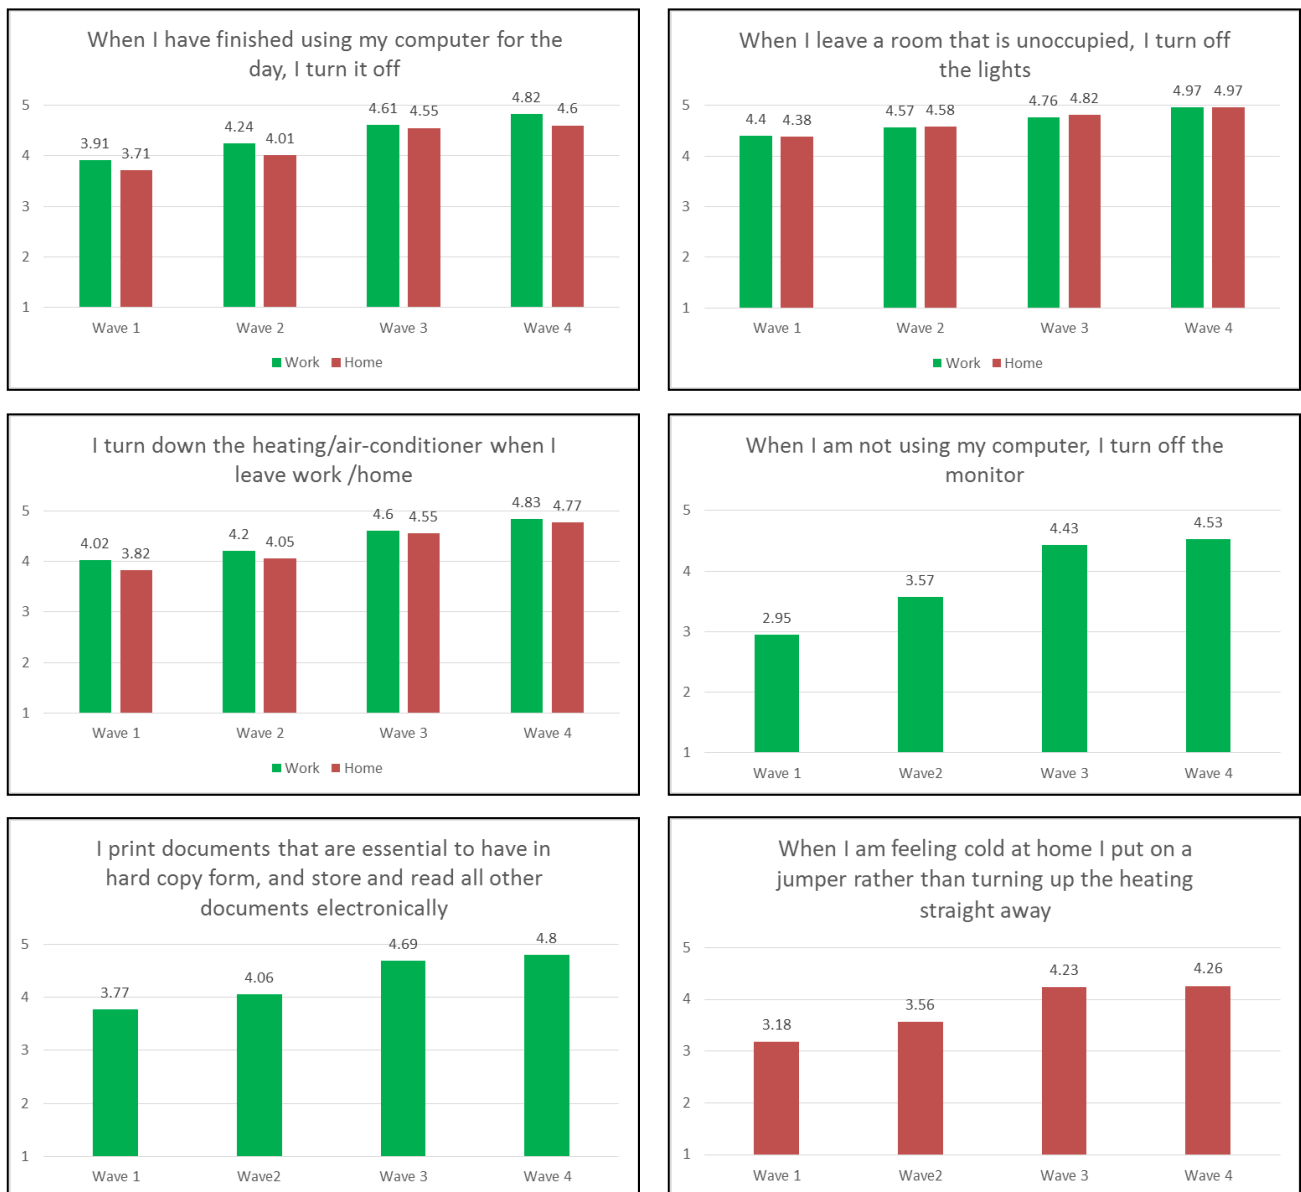 When I have finished using my computer for the
day, I turn it off
5
4
3
2
1
3.91
3.71
4.24
4.01
4.61
4.55
4.82
4.6
Wave 1
Wave 2
Wave 3
Wave 4
Work
Home
When I leave a room that is unoccupied, I turn off
the lights
5
4
3
2
1
4.4
4.38
4.57
4.58
4.76
4.82
4.97
4.97
Wave 1
Wave 2
Wave 3
Wave 4
Work
Home
I turn down the heating/air-conditioner when I
leave work /home
5
4
3
2
1
4.02
3.82
4.2
4.05
4.6
4.55
4.83
4.77
Wave 1
Wave 2
Wave 3
Wave 4
Work
Home
When I am not using my computer, I turn off the
monitor
5
4
3
2
1
2.95
3.57
4.43
4.53
Wave 1
Wave2
Wave 3
Wave 4
I print documents that are essential to have in
hard copy form, and store and read all other
documents electronically
5
4
3
2
1
3.77
4.06
4.69
4.8
Wave 1
Wave2
Wave 3
Wave 4
When I am feeling cold at home I put on a
jumper rather than turning up the heating
straight away
5
4
3
2
1
3.18
3.56
4.23
4.26
Wave 1
Wave2
Wave 3
Wave 4